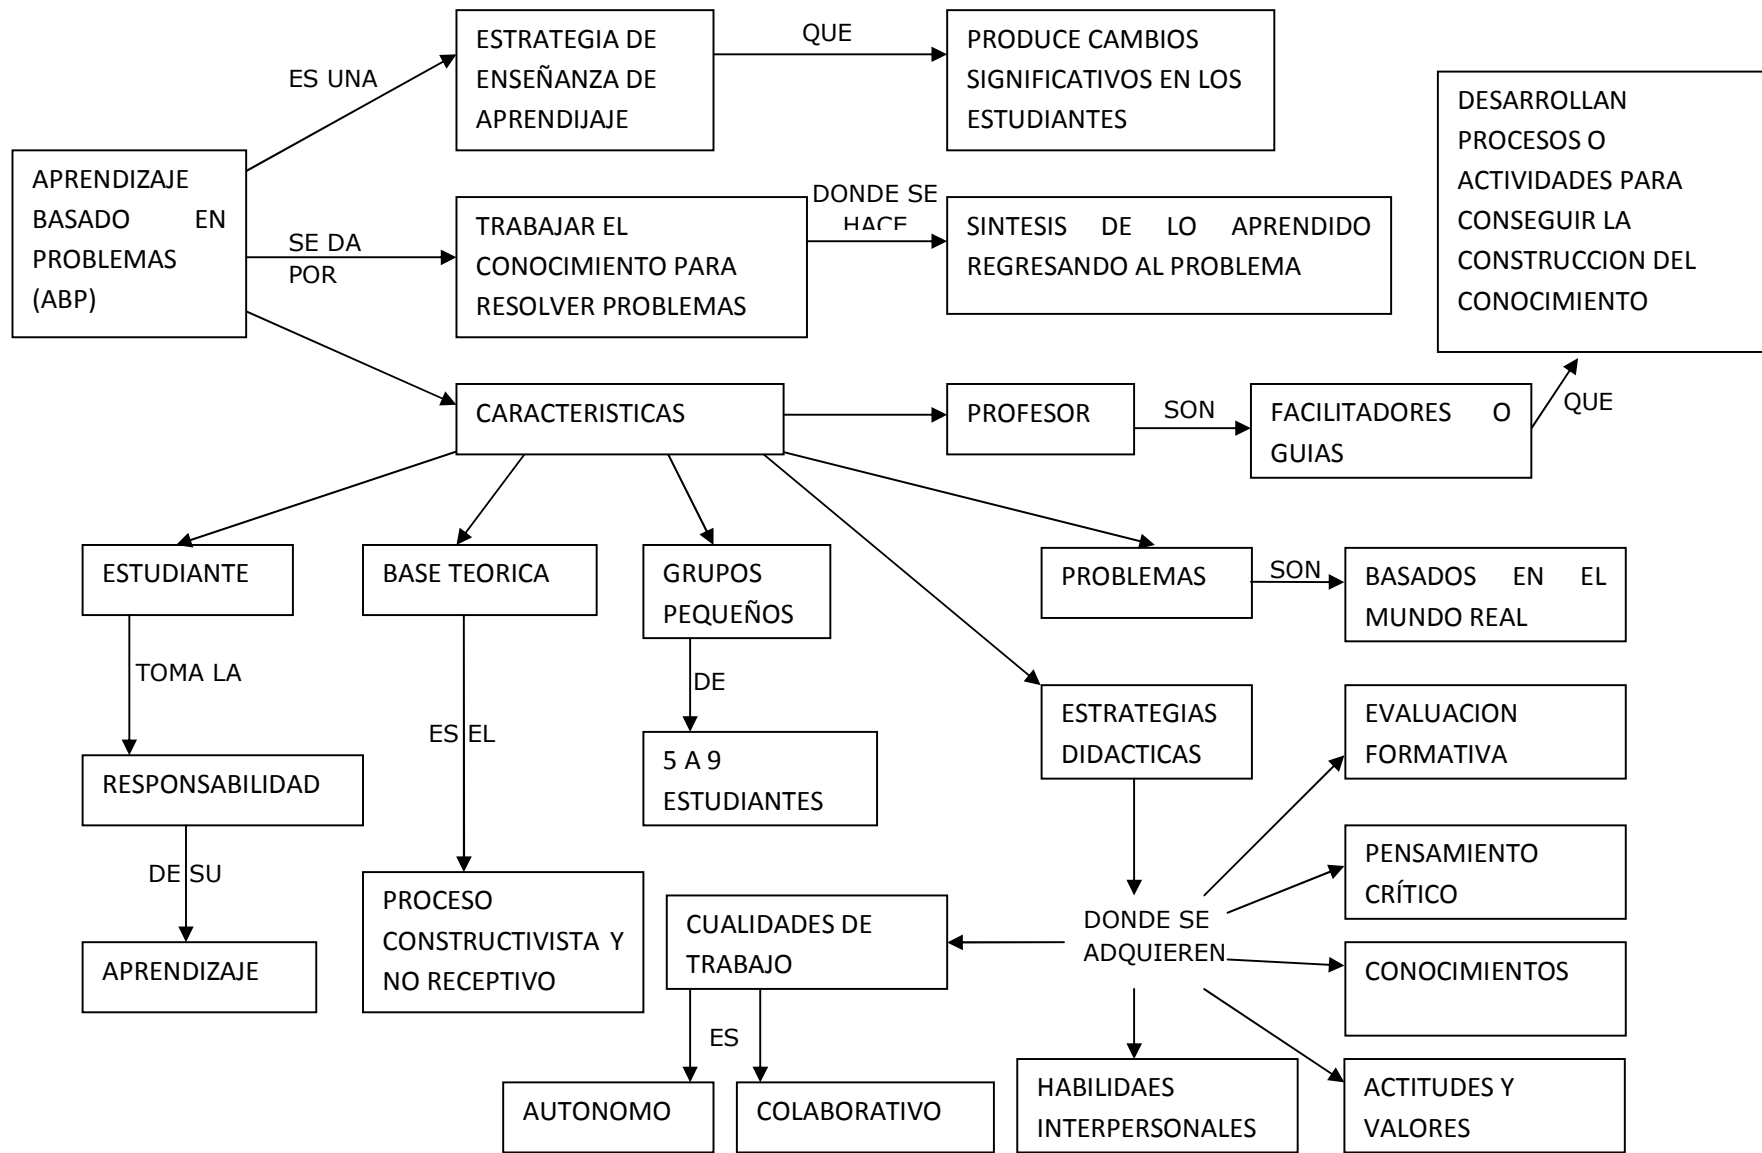 ES UNA
ESTRATEGIA DE
ENSEÑANZA DE
APRENDIJAJE
QUE
PRODUCE CAMBIOS
SIGNIFICATIVOS EN LOS
ESTUDIANTES
DESARROLLAN
PROCESOS O
ACTIVIDADES PARA
CONSEGUIR LA
CONSTRUCCION DEL
CONOCIMIENTO
APRENDIZAJE
BASADO EN
PROBLEMAS
(ABP)
SE DA
POR
TRABAJAR EL
CONOCIMIENTO PARA
RESOLVER PROBLEMAS
DONDE SE
HACE
SINTESIS DE LO APRENDIDO
REGRESANDO AL PROBLEMA
CARACTERISTICAS
PROFESOR
SON
FACILITADORES O
GUIAS
QUE
ESTUDIANTE
BASE TEORICA
GRUPOS
PEQUEÑOS
PROBLEMAS
SON
BASADOS EN EL
MUNDO REAL
TOMA LA
ES EL
DE
ESTRATEGIAS
DIDACTICAS
EVALUACION
FORMATIVA
RESPONSABILIDAD
5 A 9
ESTUDIANTES
DE SU
PENSAMIENTO
CRÍTICO
APRENDIZAJE
PROCESO
CONSTRUCTIVISTA Y
NO RECEPTIVO
CUALIDADES DE
TRABAJO
DONDE SE
ADQUIEREN
CONOCIMIENTOS
ES
AUTONOMO
COLABORATIVO
HABILIDAES
INTERPERSONALES
ACTITUDES Y
VALORES